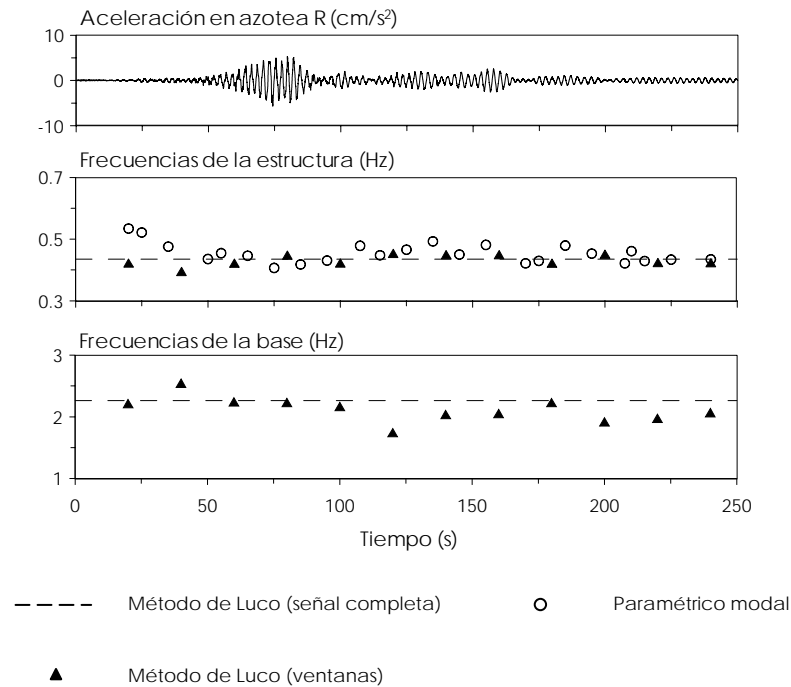 Aceleración en azotea R (cm/s²)
10
0
-10
Frecuencias de la estructura (Hz)
0.7
0.5
0.3
Frecuencias de la base (Hz)
3
2
1
0 50 100 150 200 250
Tiempo (s)
Método de Luco (señal completa) Paramétrico modal
Método de Luco (ventanas)